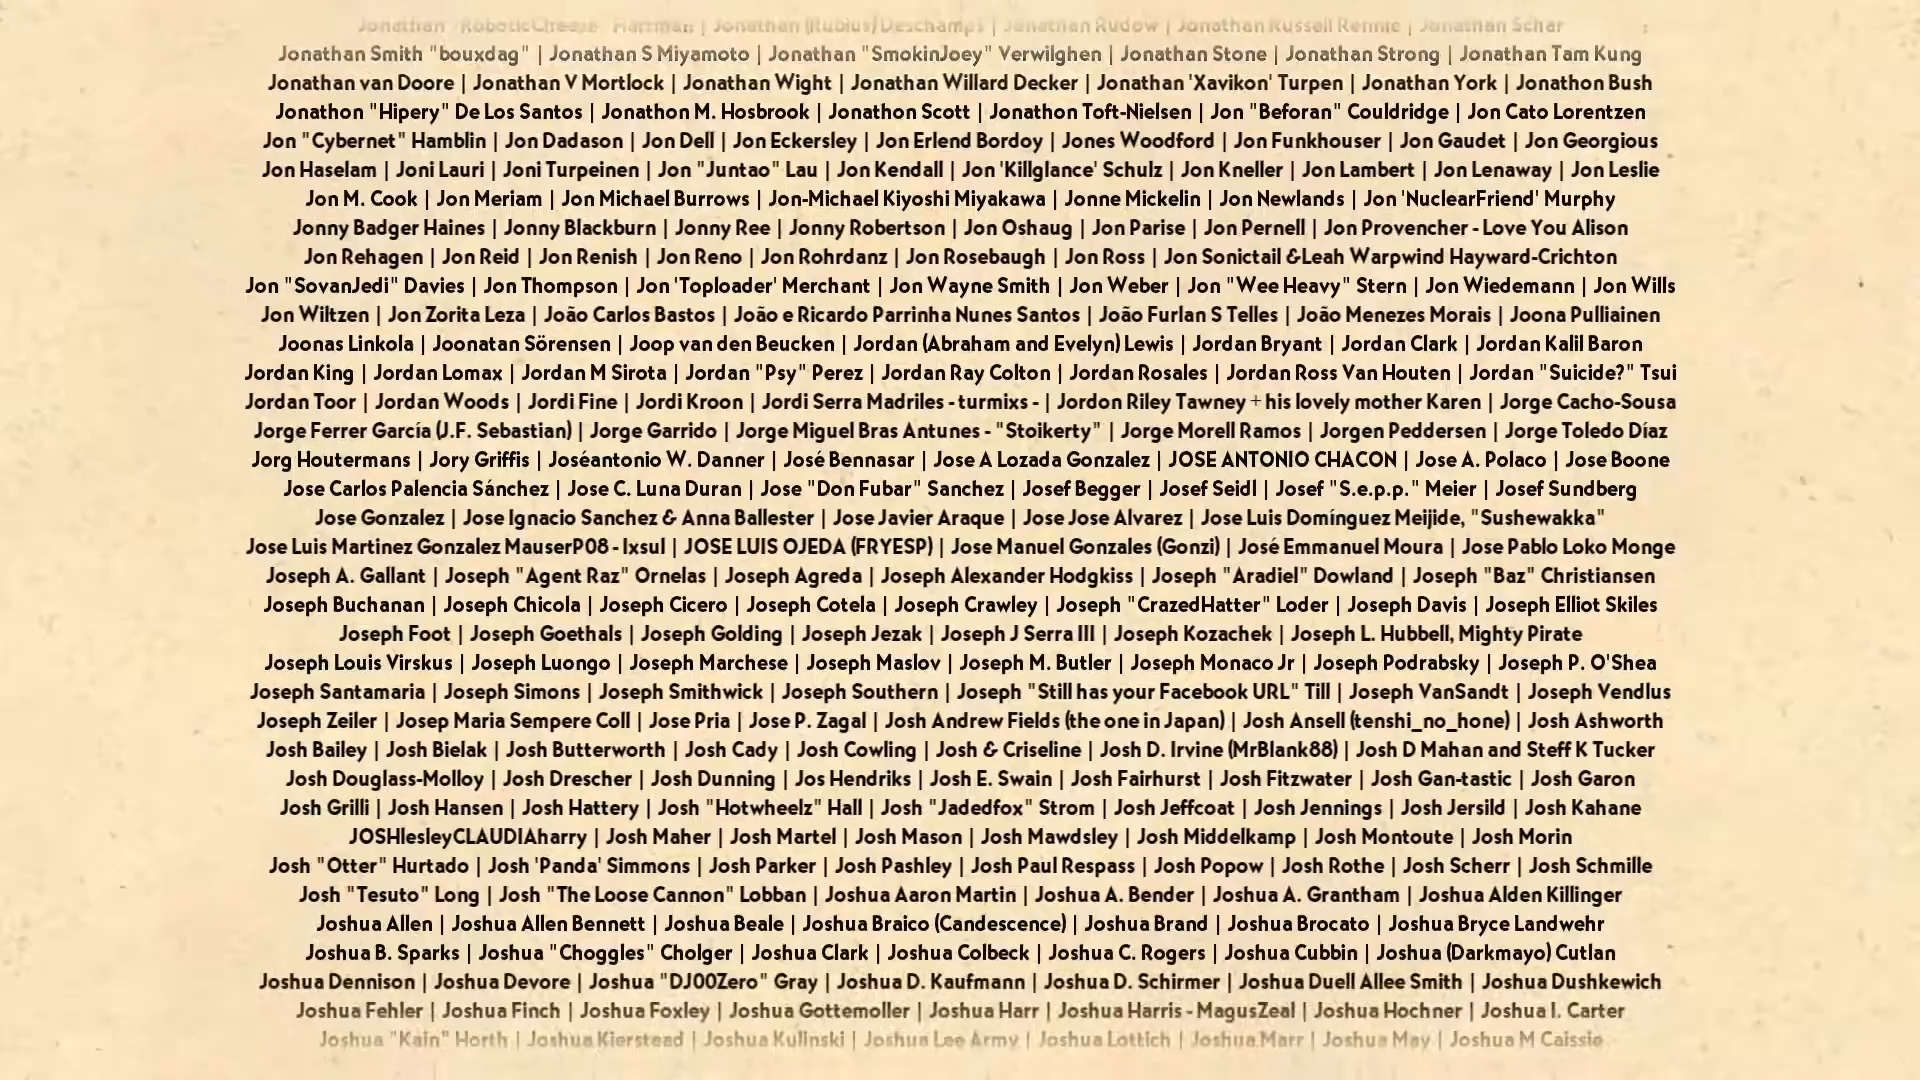 Jonathan "RoboticCheese" Hartman | Jonathan (Rubius) Deschamps | Jonathan Rudow | Jonathan Russell Rennie | Jonathan Schar
Jonathan Smith "bouxdag" | Jonathan S Miyamoto | Jonathan "SmokinJoey" Verwilghen | Jonathan Stone | Jonathan Strong | Jonathan Tam Kung
Jonathan van Doore | Jonathan V Mortlock | Jonathan Wight | Jonathan Willard Decker | Jonathan 'Xavikon' Turpen | Jonathan York | Jonathon Bush
Jonathon "Hipery" De Los Santos | Jonathon M. Hosbrook | Jonathon Scott | Jonathon Toft-Nielsen | Jon "Beforan" Couldridge | Jon Cato Lorentzen
Jon "Cybernet" Hamblin | Jon Dadason | Jon Dell | Jon Eckersley | Jon Erlend Bordoy | Jones Woodford | Jon Funkhouser | Jon Gaudet | Jon Georgious
Jon Haselam | Joni Lauri | Joni Turpeinen | Jon "Juntao" Lau | Jon Kendall | Jon 'Killglance' Schulz | Jon Kneller | Jon Lambert | Jon Lenaway | Jon Leslie
Jon M. Cook | Jon Meriam | Jon Michael Burrows | Jon-Michael Kiyoshi Miyakawa | Jonne Mickelin | Jon Newlands | Jon 'NuclearFriend' Murphy
Jonny Badger Haines | Jonny Blackburn | Jonny Ree | Jonny Robertson | Jon Oshaug | Jon Parise | Jon Pernell | Jon Provencher - Love You Alison
Jon Rehagen | Jon Reid | Jon Renish | Jon Reno | Jon Rohrdanz | Jon Rosebaugh | Jon Ross | Jon Sonictail &Leah Warpwind Hayward-Crichton
Jon "SovanJedi" Davies | Jon Thompson | Jon 'Toploader' Merchant | Jon Wayne Smith | Jon Weber | Jon "Wee Heavy" Stern | Jon Wiedemann | Jon Wills
Jon Wiltzen | Jon Zorita Leza | João Carlos Bastos | João e Ricardo Parrinha Nunes Santos | João Furlan S Telles | João Menezes Morais | Joona Pulliainen
Joonas Linkola | Joonatan Sörensen | Joop van den Beucken | Jordan (Abraham and Evelyn) Lewis | Jordan Bryant | Jordan Clark | Jordan Kalil Baron
Jordan King | Jordan Lomax | Jordan M Sirota | Jordan "Psy" Perez | Jordan Ray Colton | Jordan Rosales | Jordan Ross Van Houten | Jordan "Suicide?" Tsui
Jordan Toor | Jordan Woods | Jordi Fine | Jordi Kroon | Jordi Serra Madriles - turmixs - | Jordon Riley Tawney + his lovely mother Karen | Jorge Cacho-Sousa
Jorge Ferrer García (J.F. Sebastian) | Jorge Garrido | Jorge Miguel Bras Antunes - "Stoikerty" | Jorge Morell Ramos | Jorgen Peddersen | Jorge Toledo Díaz
Jorg Houtermans | Jory Griffis | Joséantonio W. Danner | José Bennasar | Jose A Lozada Gonzalez | JOSE ANTONIO CHACON | Jose A. Polaco | Jose Boone
Jose Carlos Palencia Sánchez | Jose C. Luna Duran | Jose "Don Fubar" Sanchez | Josef Begger | Josef Seidl | Josef "S.e.p.p." Meier | Josef Sundberg
Jose Gonzalez | Jose Ignacio Sanchez & Anna Ballester | Jose Javier Araque | Jose Jose Alvarez | Jose Luis Domínguez Meijide, "Sushewakka"
Jose Luis Martinez Gonzalez MauserP08 - Ixsul | JOSE LUIS OJEDA (FRYESP) | Jose Manuel Gonzales (Gonzi) | José Emmanuel Moura | Jose Pablo Loko Monge
Joseph A. Gallant | Joseph "Agent Raz" Ornelas | Joseph Agreda | Joseph Alexander Hodgkiss | Joseph "Aradiel" Dowland | Joseph "Baz" Christiansen
Joseph Buchanan | Joseph Chicola | Joseph Cicero | Joseph Cotela | Joseph Crawley | Joseph "CrazedHatter" Loder | Joseph Davis | Joseph Elliot Skiles
Joseph Foot | Joseph Goethals | Joseph Golding | Joseph Jezak | Joseph J Serra III | Joseph Kozachek | Joseph L. Hubbell, Mighty Pirate
Joseph Louis Virskus | Joseph Luongo | Joseph Marchese | Joseph Maslov | Joseph M. Butler | Joseph Monaco Jr | Joseph Podrabsky | Joseph P. O'Shea
Joseph Santamaria | Joseph Simons | Joseph Smithwick | Joseph Southern | Joseph "Still has your Facebook URL" Till | Joseph VanSandt | Joseph Vendlus
Joseph Zeiler | Josep Maria Sempere Coll | Jose Pria | Jose P. Zagal | Josh Andrew Fields (the one in Japan) | Josh Ansell (tenshi_no_hone) | Josh Ashworth
Josh Bailey | Josh Bielak | Josh Butterworth | Josh Cady | Josh Cowling | Josh & Criseline | Josh D. Irvine (MrBlank88) | Josh D Mahan and Steff K Tucker
Josh Douglass-Molloy | Josh Drescher | Josh Dunning | Jos Hendriks | Josh E. Swain | Josh Fairhurst | Josh Fitzwater | Josh Gan-tastic | Josh Garon
Josh Grilli | Josh Hansen | Josh Hattery | Josh "Hotwheelz" Hall | Josh "Jadedfox" Strom | Josh Jeffcoat | Josh Jennings | Josh Jersild | Josh Kahane
JOSHlesleyCLAUDIAharry | Josh Maher | Josh Martel | Josh Mason | Josh Mawdsley | Josh Middelkamp | Josh Montoute | Josh Morin
Josh "Otter" Hurtado | Josh 'Panda' Simmons | Josh Parker | Josh Pashley | Josh Paul Respass | Josh Popow | Josh Rothe | Josh Scherr | Josh Schmille
Josh "Tesuto" Long | Josh "The Loose Cannon" Lobban | Joshua Aaron Martin | Joshua A. Bender | Joshua A. Grantham | Joshua Alden Killinger
Joshua Allen | Joshua Allen Bennett | Joshua Beale | Joshua Braico (Candescence) | Joshua Brand | Joshua Brocato | Joshua Bryce Landwehr
Joshua B. Sparks | Joshua "Choggles" Cholger | Joshua Clark | Joshua Colbeck | Joshua C. Rogers | Joshua Cubbin | Joshua (Darkmayo) Cutlan
Joshua Dennison | Joshua Devore | Joshua "DJ00Zero" Gray | Joshua D. Kaufmann | Joshua D. Schirmer | Joshua Duell Allee Smith | Joshua Dushkewich
Joshua Fehler | Joshua Finch | Joshua Foxley | Joshua Gottemoller | Joshua Harr | Joshua Harris - MagusZeal | Joshua Hochner | Joshua I. Carter
Joshua "Kain" Horth | Joshua Kierstead | Joshua Kulinski | Joshua Lee Army | Joshua Lottich | Joshua Marr | Joshua May | Joshua M Caissie